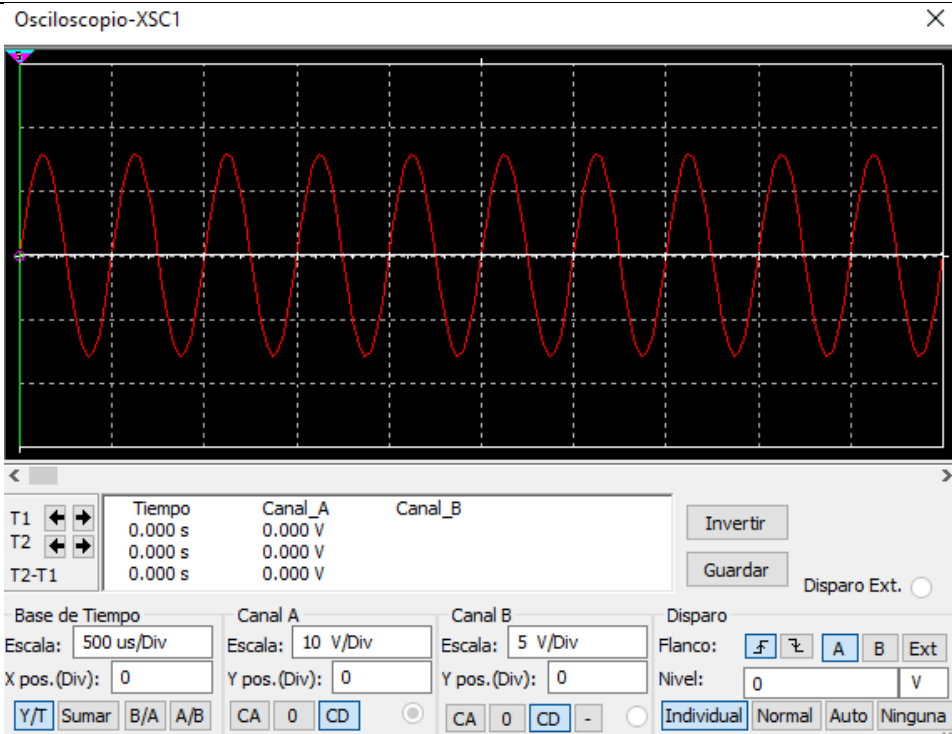 Osciloscopio-XSC1
Tiempo Canal_A Canal_B
T1 0.000 s 0.000 V
T2 0.000 s 0.000 V
T2-T1 0.000 s 0.000 V
Invertir
Guardar
Disparo Ext.
Base de Tiempo
Escala: 500 us/Div
X pos.(Div): 0
Y/T Sumar B/A A/B
Canal A
Escala: 10 V/Div
Y pos.(Div): 0
CA 0 CD
Canal B
Escala: 5 V/Div
Y pos.(Div): 0
CA 0 CD -
Disparo
Flanco: A B Ext
Nivel: 0 V
Individual Normal Auto Ninguna